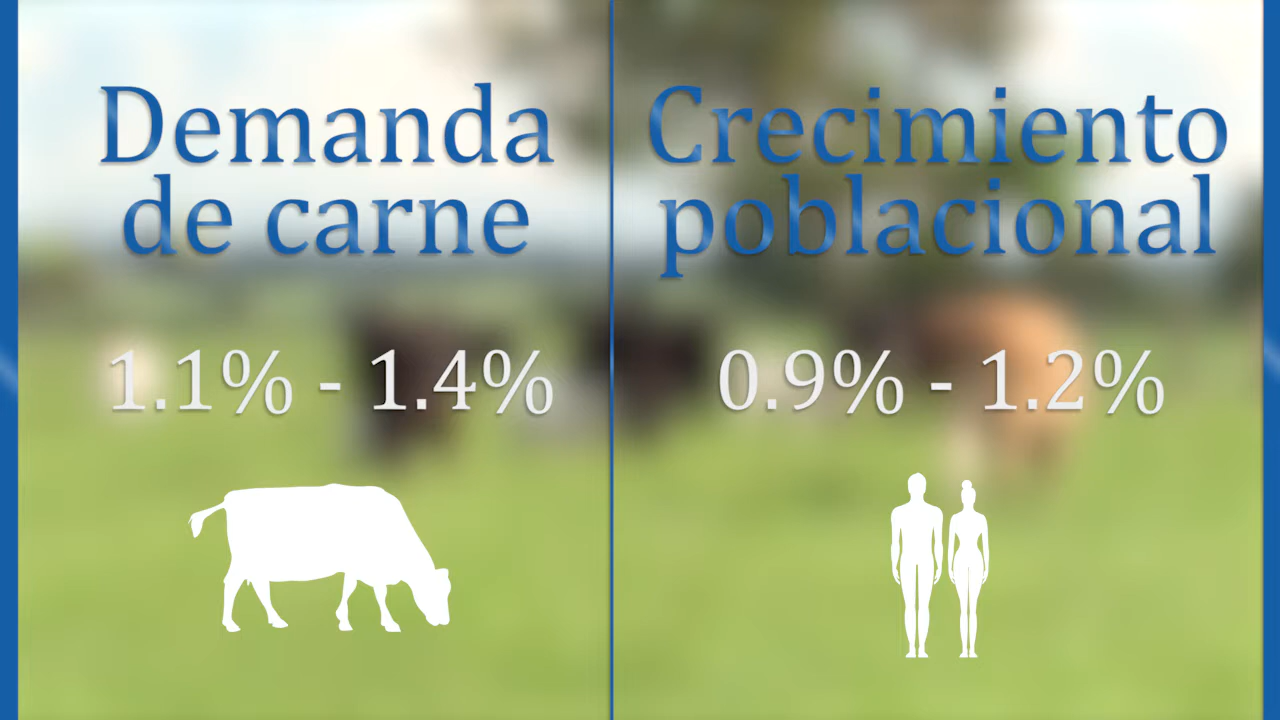 Demanda
de carne
1.1% - 1.4%
Crecimiento
poblacional
0.9% - 1.2%